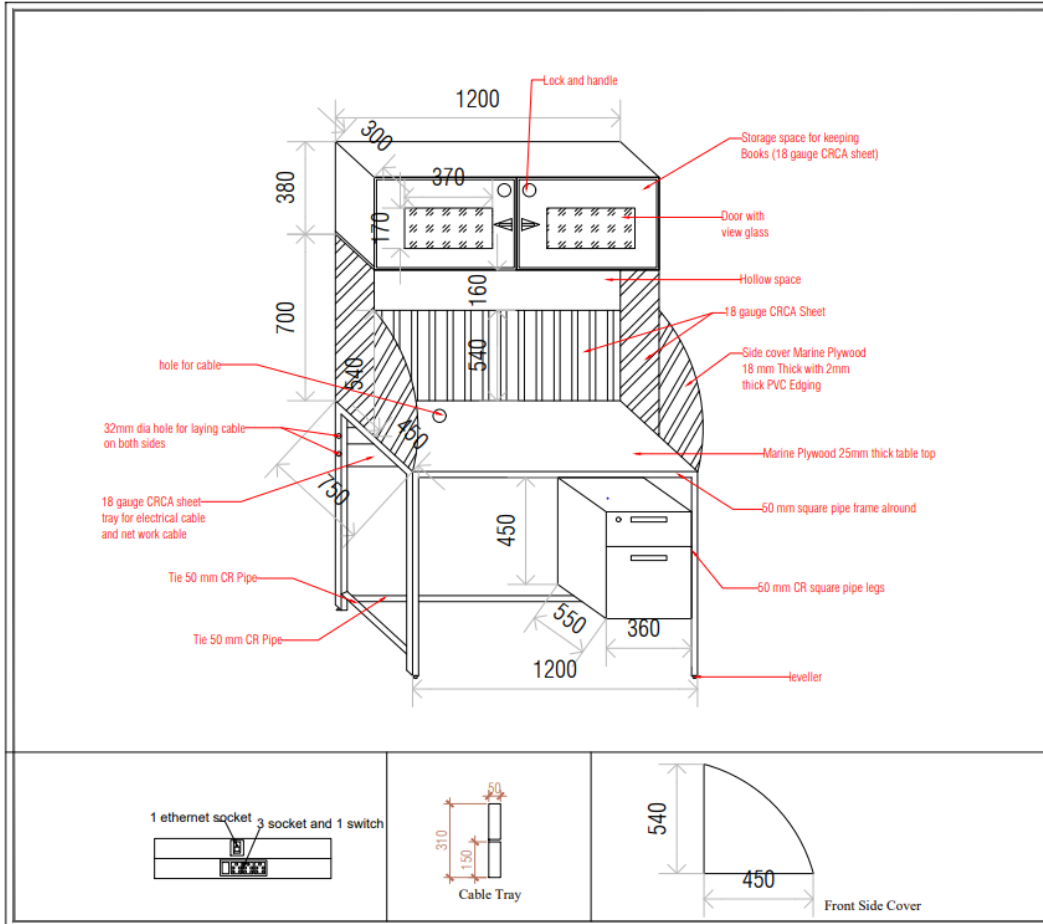 Lock and handle
1200
300
Storage space for keeping
Books (18 gauge CRCA sheet)
370
380
170
Door with
view glass
Hollow space
160
18 gauge CRCA Sheet
700
540
540
Side cover Marine Plywood
18 mm Thick with 2mm
thick PVC Edging
hole for cable
32mm dia hole for laying cable
on both sides
450
Marine Plywood 25mm thick table top
750
18 gauge CRCA sheet
tray for electrical cable
and net work cable
450
50 mm square pipe frame alround
Tie 50 mm CR Pipe
50 mm CR square pipe legs
550
360
Tie 50 mm CR Pipe
1200
leveller
1 ethernet socket
3 socket and 1 switch
50
310
150
Cable Tray
540
450
Front Side Cover